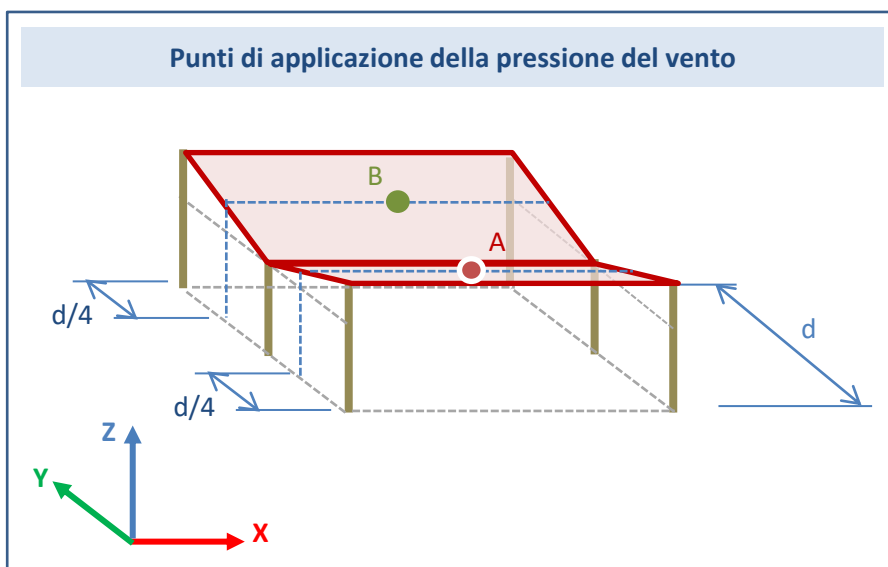 Punti di applicazione della pressione del vento
B
A
d/4
d
d/4
Z
Y
X